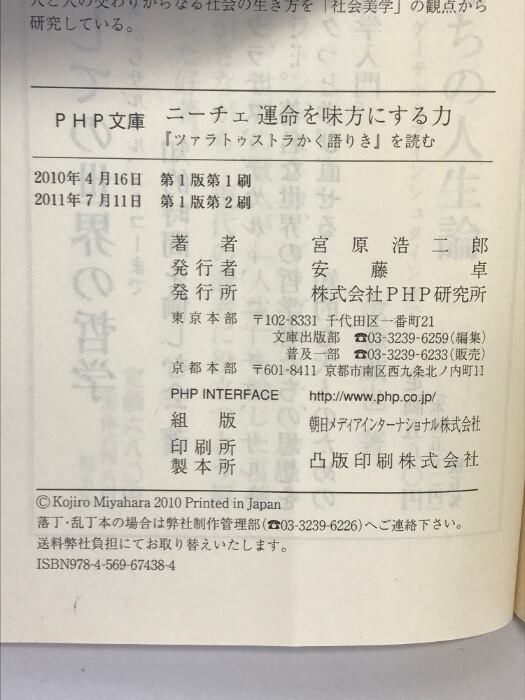 人と人の交わりからなる社会の生き方を「社会美学」の観点から
研究している。
PHP文庫 ニーチェ 運命を味方にする力
『ツァラトゥストラかく語りき』を読む
2010年4月16日 第1版第1刷
2011年7月11日 第1版第2刷
著者 宮原浩二郎
発行者 安藤卓
発行所 株式会社PHP研究所
東京本部 〒102-8331 千代田区一番町21
文庫出版部 ☎03-3239-6259(編集)
普及一部 ☎03-3239-6233(販売)
京都本部 〒601-8411 京都市南区西九条北ノ内町11
PHP INTERFACE http://www.php.co.jp/
組版 朝日メディアインターナショナル株式会社
印刷所
製本所 凸版印刷株式会社
© Kojiro Miyahara 2010 Printed in Japan
落丁・乱丁本の場合は弊社制作管理部(☎03-3239-6226)へご連絡下さい。
送料弊社負担にてお取り替えいたします。
ISBN978-4-569-67438-4